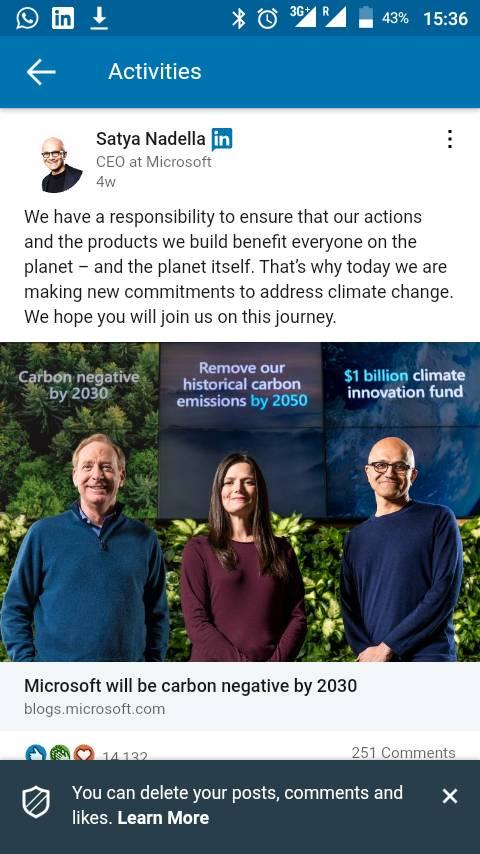 3G+ R 43% 15:36
Activities
Satya Nadella in
CEO at Microsoft
4w
We have a responsibility to ensure that our actions
and the products we build benefit everyone on the
planet – and the planet itself. That's why today we are
making new commitments to address climate change.
We hope you will join us on this journey.
Carbon negative
by 2030
Remove our
historical carbon
emissions by 2050
$1 billion climate
innovation fund
Microsoft will be carbon negative by 2030
blogs.microsoft.com
14,132 251 Comments
You can delete your posts, comments and
likes. Learn More